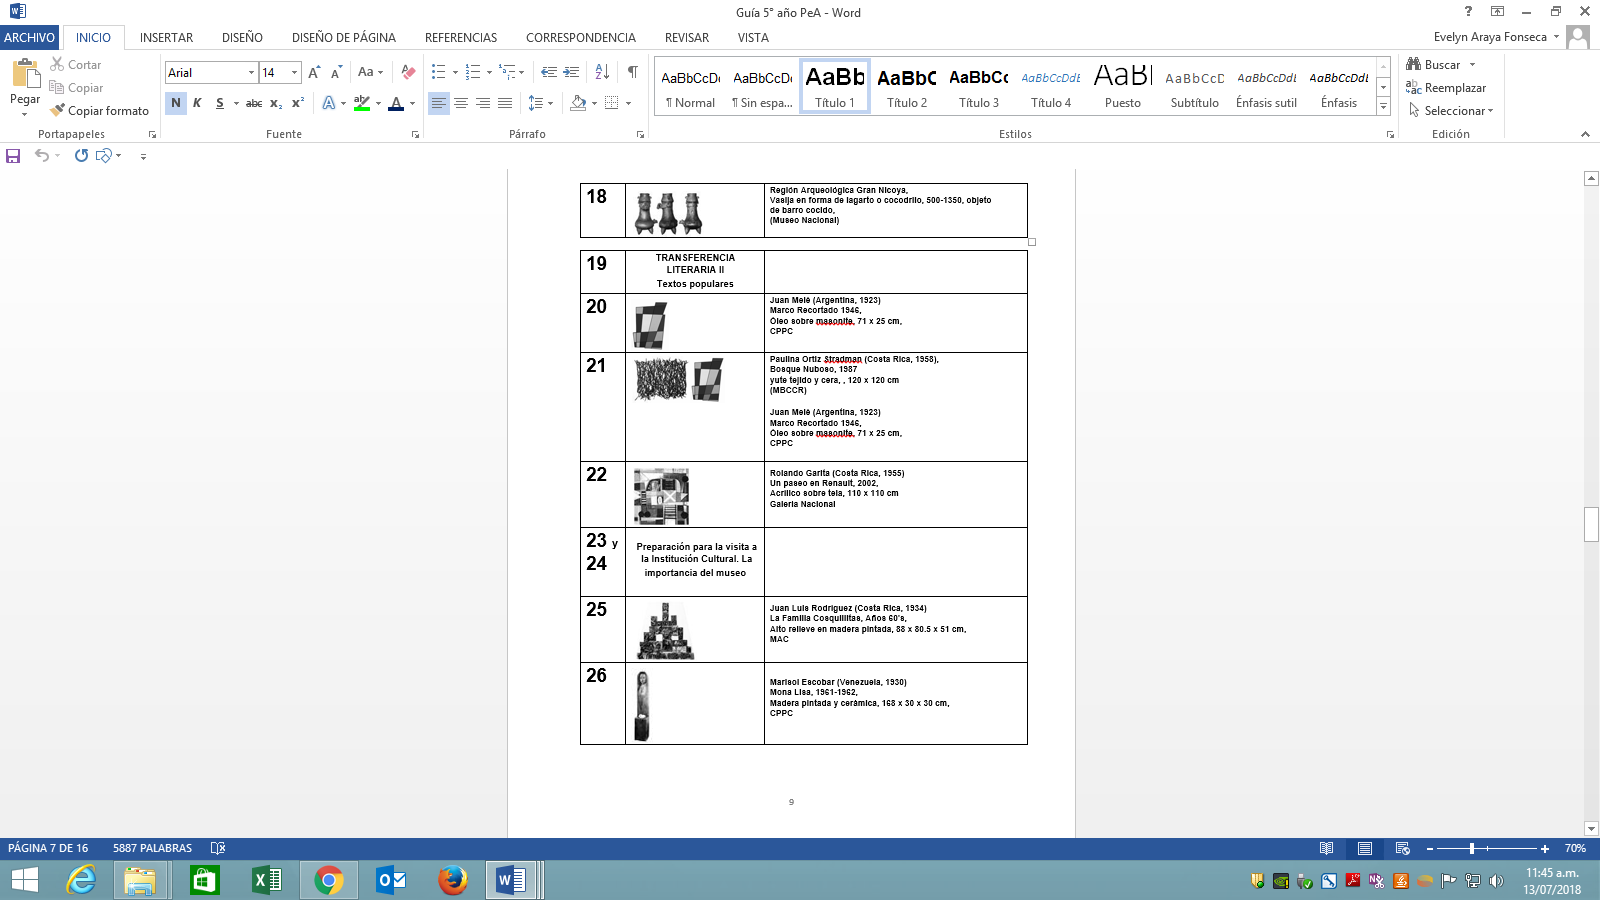 Guía 5° año PeA - Word
ARCHIVO INICIO INSERTAR DISEÑO DISEÑO DE PÁGINA REFERENCIAS CORRESPONDENCIA REVISAR VISTA
Evelyn Araya Fonseca
Pegar
Cortar
Copiar
Copiar formato
Portapapeles
Arial 14
N K S abc x₂ x²
Fuente
Párrafo
AaBbCcDc AaBbCcDc AaBb AaBbC AaBbCc AaBbCcDdE AaBb AaBbCcD AaBbCcDdE AaBbCcDdE
¶ Normal ¶ Sin espa... Título 1 Título 2 Título 3 Título 4 Puesto Subtítulo Énfasis sutil Énfasis
Estilos
Buscar
Reemplazar
Seleccionar
Edición
18
Región Arqueológica Gran Nicoya,
Vasija en forma de lagarto o cocodrilo, 500-1350, objeto
de barro cocido,
(Museo Nacional)
19
TRANSFERENCIA
LITERARIA II
Textos populares
20
Juan Melé (Argentina, 1923)
Marco Recortado 1946,
Óleo sobre masonite, 71 x 25 cm,
CPPC
21
Paulina Ortiz Stradman (Costa Rica, 1958),
Bosque Nuboso, 1987
yute tejido y cera, , 120 x 120 cm
(MBCCR)
Juan Melé (Argentina, 1923)
Marco Recortado 1946,
Óleo sobre masonite, 71 x 25 cm,
CPPC
22
Rolando Garita (Costa Rica, 1955)
Un paseo en Renault, 2002,
Acrílico sobre tela, 110 x 110 cm
Galería Nacional
23 y
24
Preparación para la visita a
la Institución Cultural. La
importancia del museo
25
Juan Luis Rodríguez (Costa Rica, 1934)
La Familia Cosquillitas, Años 60's,
Alto relieve en madera pintada, 88 x 80.5 x 51 cm,
MAC
26
Marisol Escobar (Venezuela, 1930)
Mona Lisa, 1961-1962,
Madera pintada y cerámica, 168 x 30 x 30 cm,
CPPC
9
PÁGINA 7 DE 16 5887 PALABRAS
70%
11:45 a.m.
13/07/2018